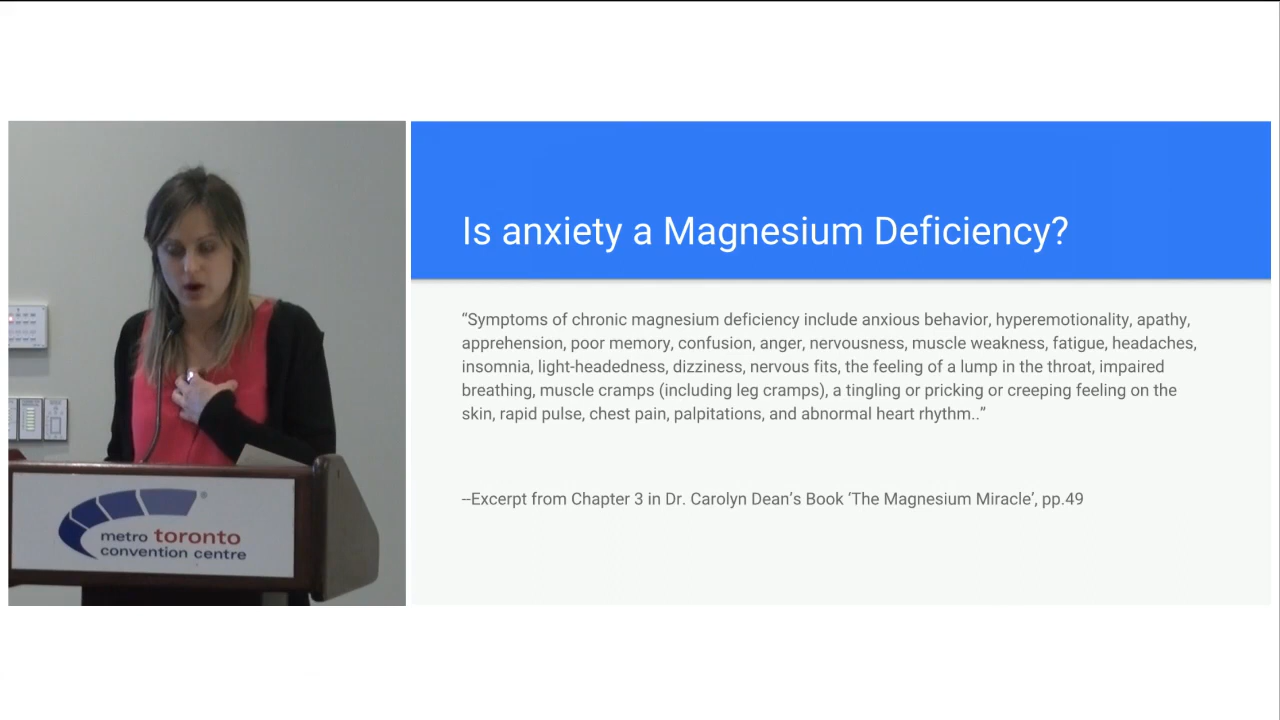 Is anxiety a Magnesium Deficiency?
“Symptoms of chronic magnesium deficiency include anxious behavior, hyperemotionality, apathy,
apprehension, poor memory, confusion, anger, nervousness, muscle weakness, fatigue, headaches,
insomnia, light-headedness, dizziness, nervous fits, the feeling of a lump in the throat, impaired
breathing, muscle cramps (including leg cramps), a tingling or pricking or creeping feeling on the
skin, rapid pulse, chest pain, palpitations, and abnormal heart rhythm..”
--Excerpt from Chapter 3 in Dr. Carolyn Dean’s Book ‘The Magnesium Miracle’, pp.49
metro toronto
convention centre